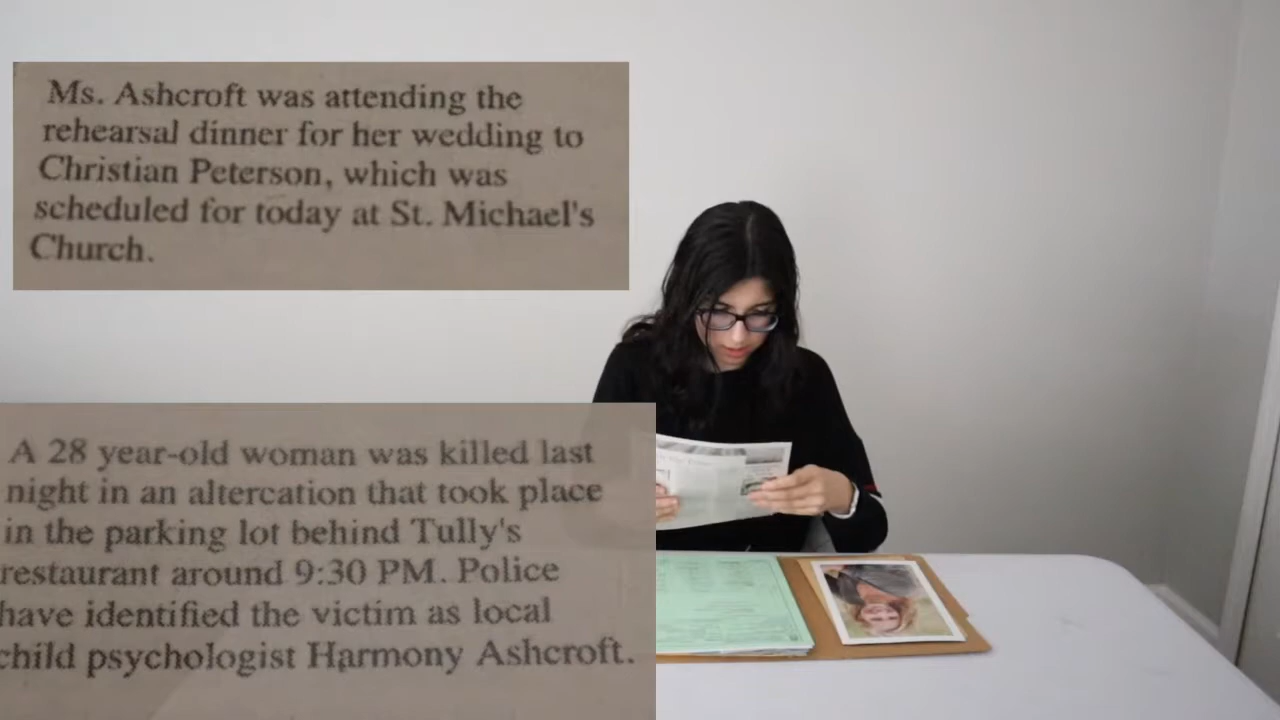 Ms. Ashcroft was attending the
rehearsal dinner for her wedding to
Christian Peterson, which was
scheduled for today at St. Michael's
Church.
A 28 year-old woman was killed last
night in an altercation that took place
in the parking lot behind Tully's
restaurant around 9:30 PM. Police
have identified the victim as local
child psychologist Harmony Ashcroft.